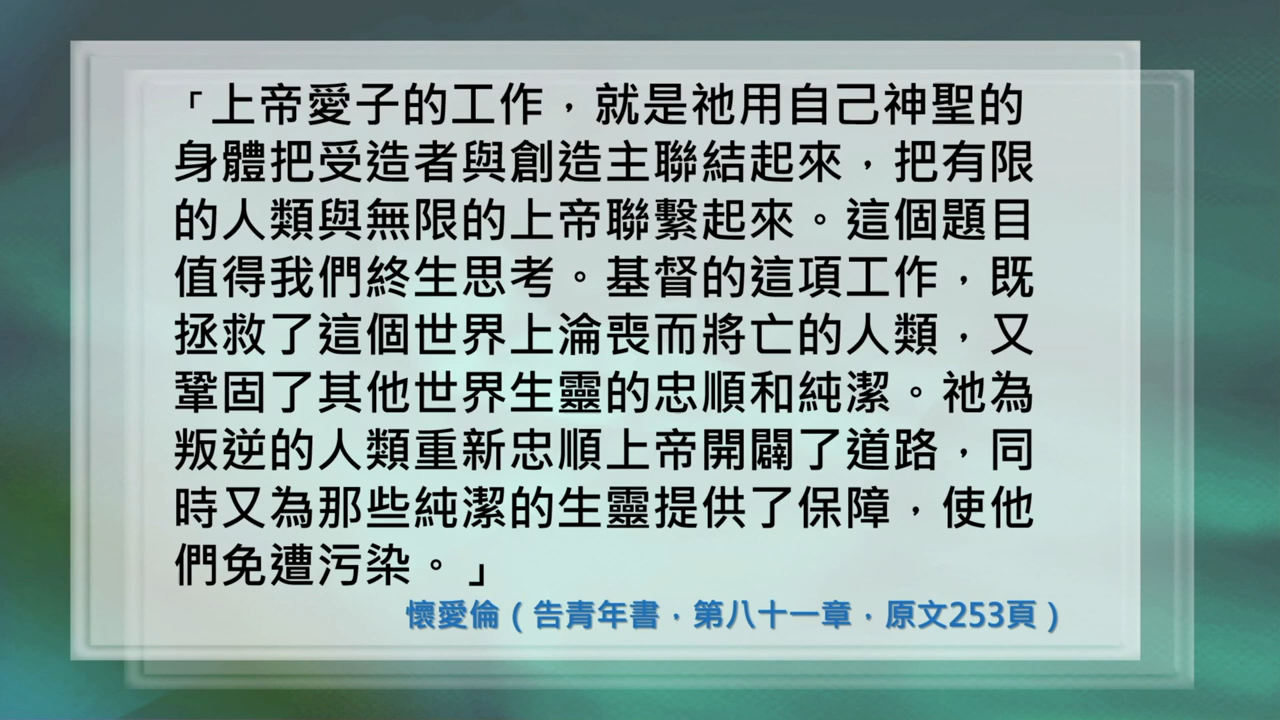 「上帝愛子的工作，就是祂用自己神聖的
身體把受造者與創造主聯結起來，把有限
的人類與無限的上帝聯繫起來。這個題目
值得我們終生思考。基督的這項工作，既
拯救了這個世界上淪喪而將亡的人類，又
鞏固了其他世界生靈的忠順和純潔。祂為
叛逆的人類重新忠順上帝開闢了道路，同
時又為那些純潔的生靈提供了保障，使他
們免遭污染。」
懷愛倫（告青年書．第八十一章．原文253頁）